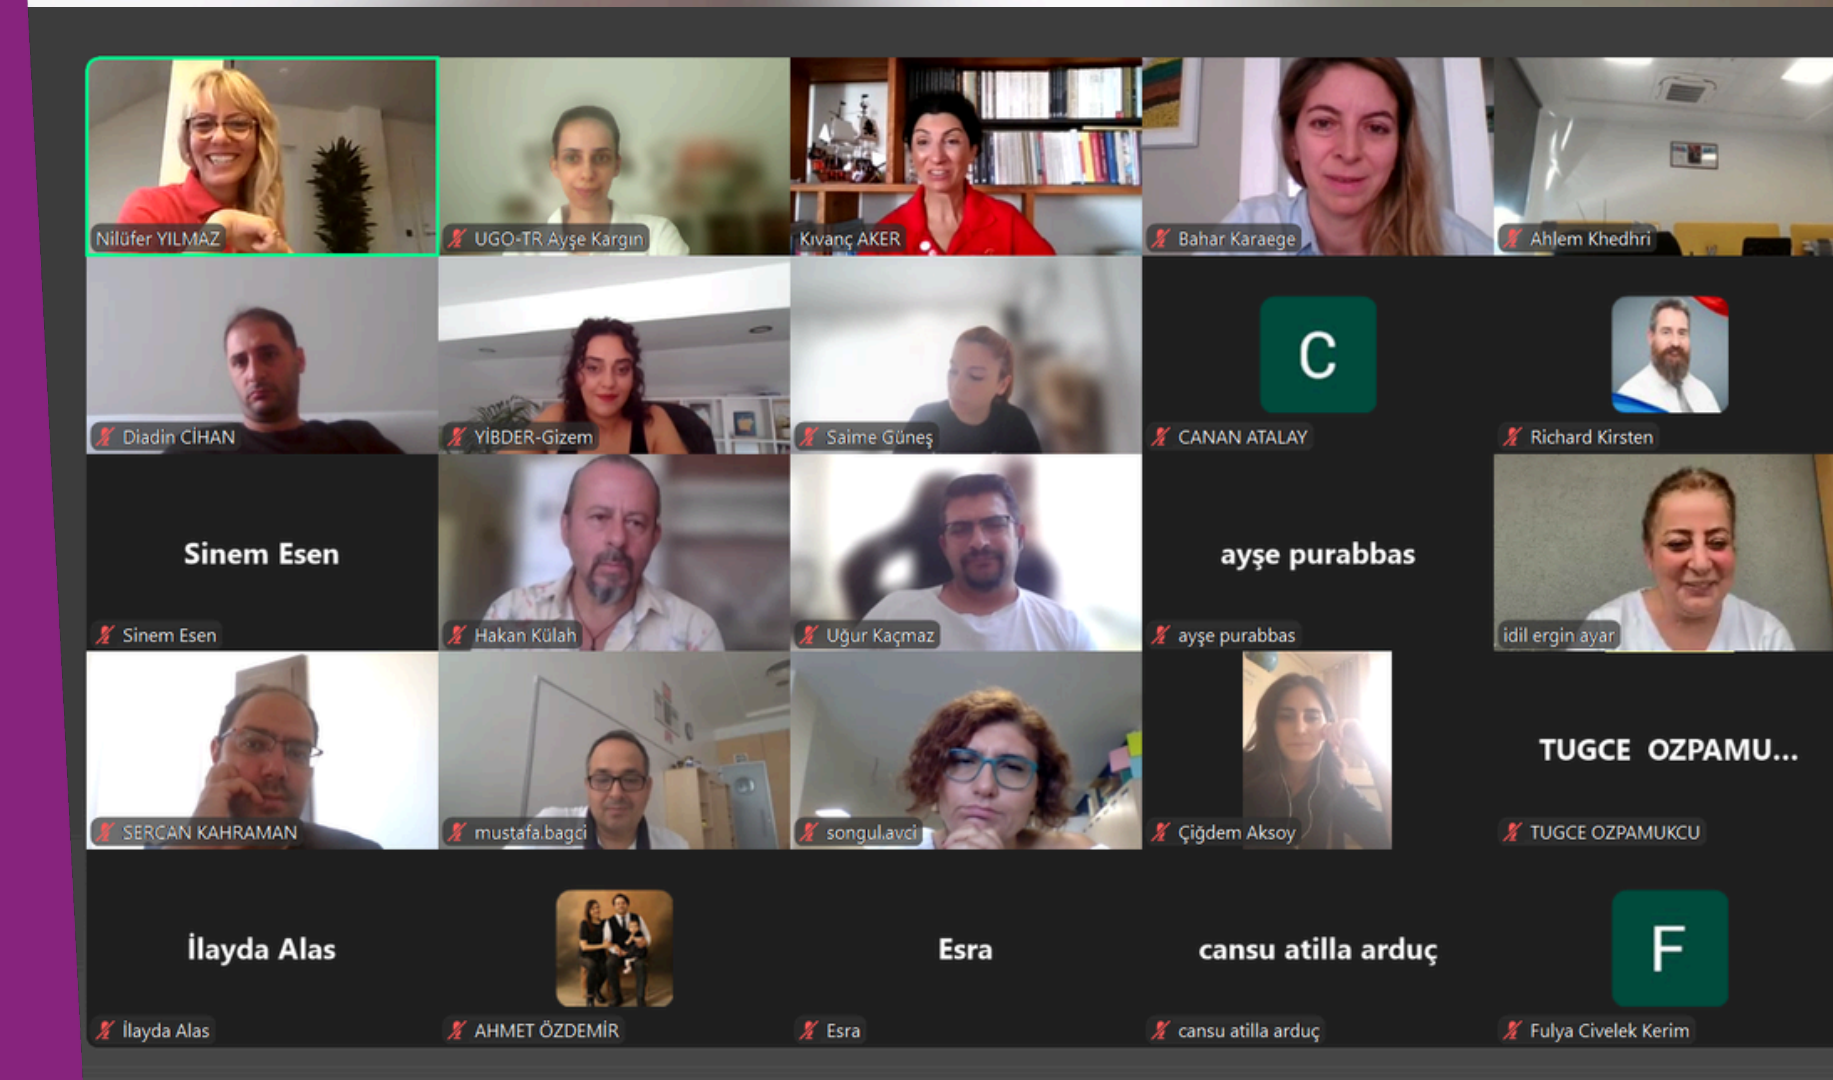 Nilüfer YILMAZ
UGO-TR Ayşe Kargın
Kıvanç AKER
Bahar Karaege
Ahlem Khedhri
Diadin CİHAN
YİBDER-Gizem
Saime Güneş
C
CANAN ATALAY
Richard Kirsten
Sinem Esen
Sinem Esen
Hakan Külah
Uğur Kaçmaz
ayşe purabbas
ayşe purabbas
idil ergin ayar
SERCAN KAHRAMAN
mustafa.bagci
songul.avci
Çiğdem Aksoy
TUGCE OZPAMU...
TUGCE OZPAMUKCU
İlayda Alas
İlayda Alas
AHMET ÖZDEMİR
Esra
Esra
cansu atilla arduç
cansu atilla arduç
F
Fulya Civelek Kerim